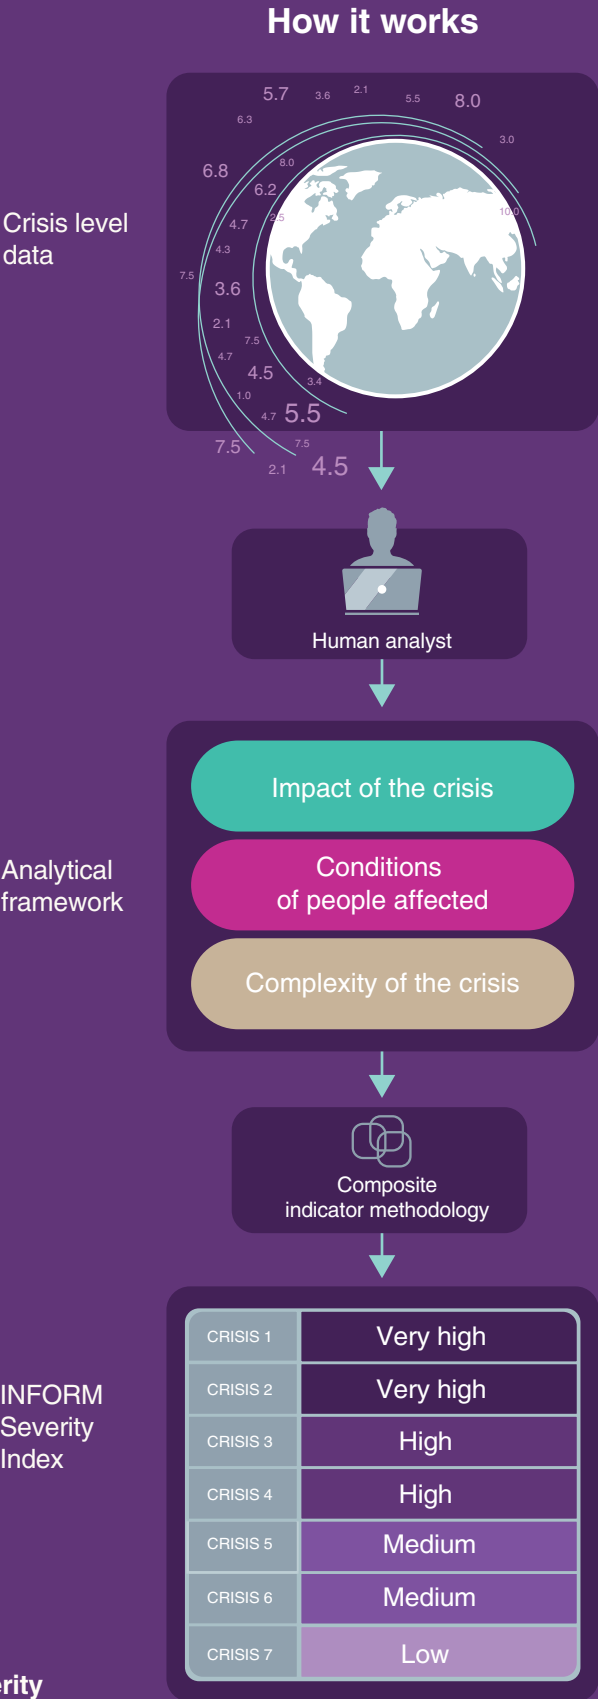 How it works
5.7
3.6
2.1
5.5
8.0
6.3
3.0
6.8
8.0
6.2
2.5
10.0
4.7
4.3
7.5
3.6
2.1
7.5
4.7
4.5
3.4
1.0
4.7
5.5
7.5
7.5
2.1
4.5
Crisis level
data
Human analyst
Analytical
framework
Impact of the crisis
Conditions
of people affected
Complexity of the crisis
Composite
indicator methodology
INFORM
Severity
Index
CRISIS 1 Very high
CRISIS 2 Very high
CRISIS 3 High
CRISIS 4 High
CRISIS 5 Medium
CRISIS 6 Medium
CRISIS 7 Low